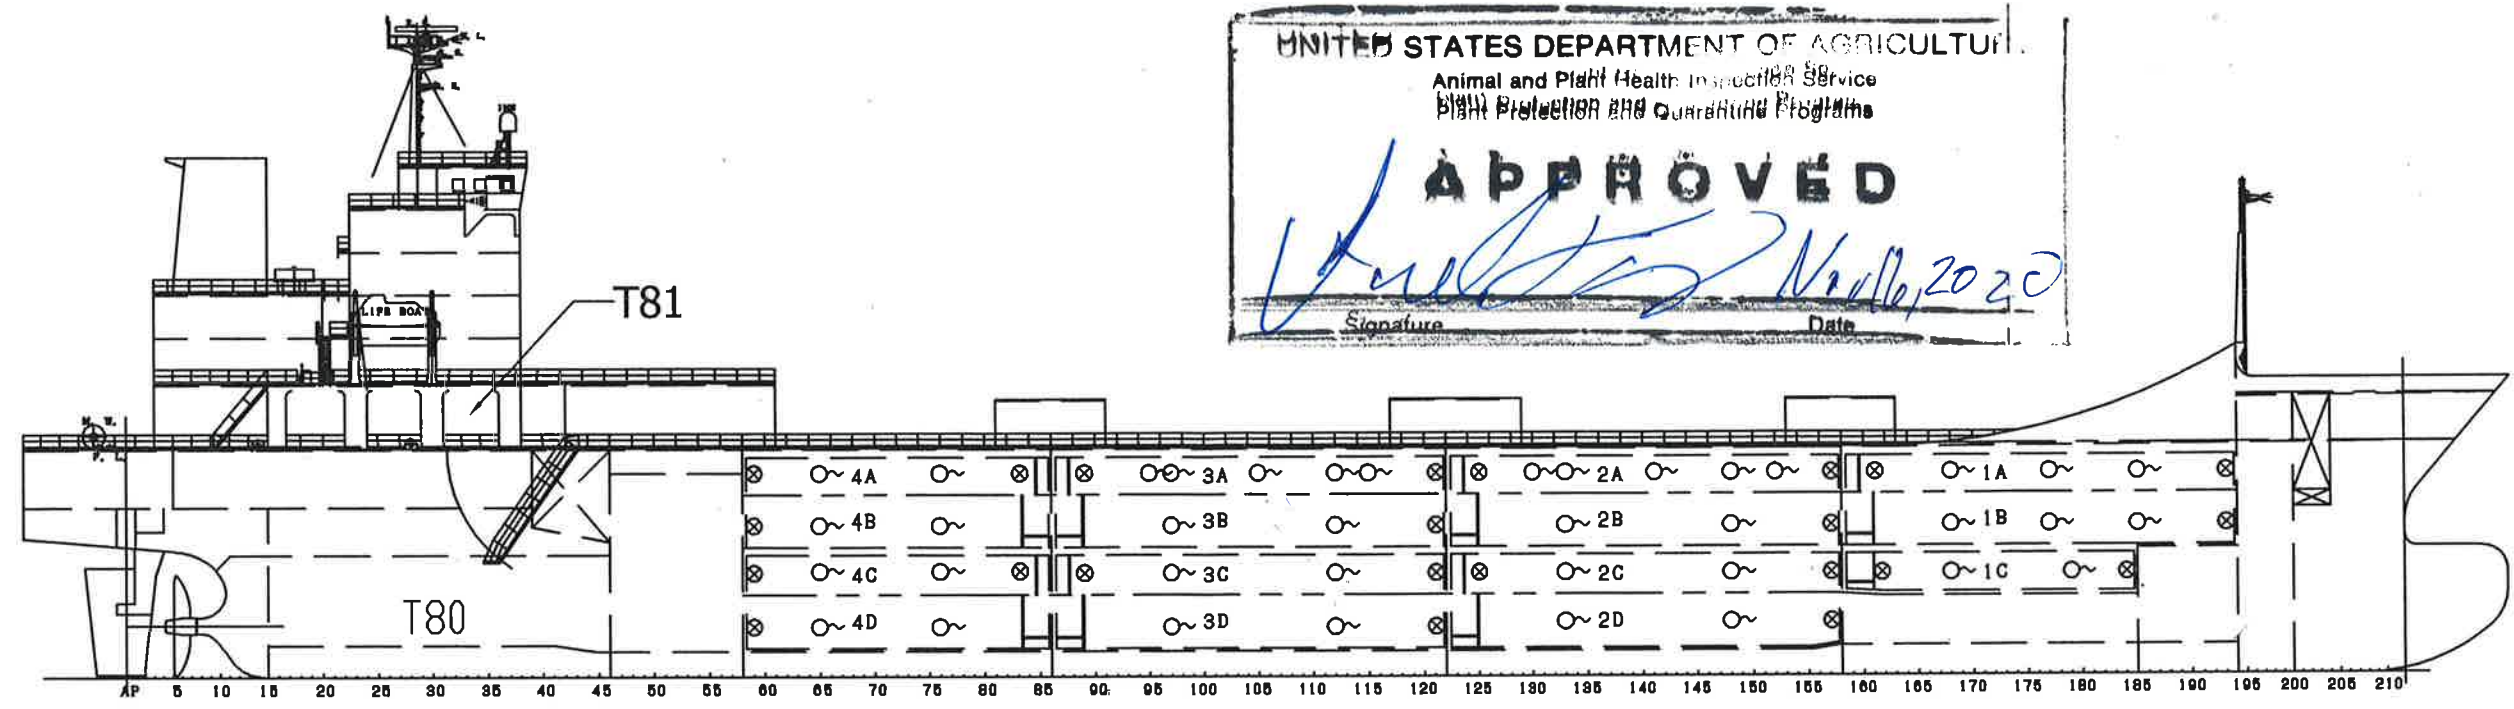 UNITED STATES DEPARTMENT OF AGRICULTU
Animal and Plant Health Inspection Service
Plant Protection and Quarantine Programs
APPROVED
2020
Signature Date
T81
LIFE BOAT
4A 3A 2A 1A
4B 3B 2B 1B
4C 3C 2C 1C
4D 3D 2D
T80
AP 5 10 15 20 25 30 35 40 45 50 55 60 65 70 75 80 85 90 95 100 105 110 115 120 125 130 135 140 145 150 155 160 165 170 175 180 185 190 195 200 205 210